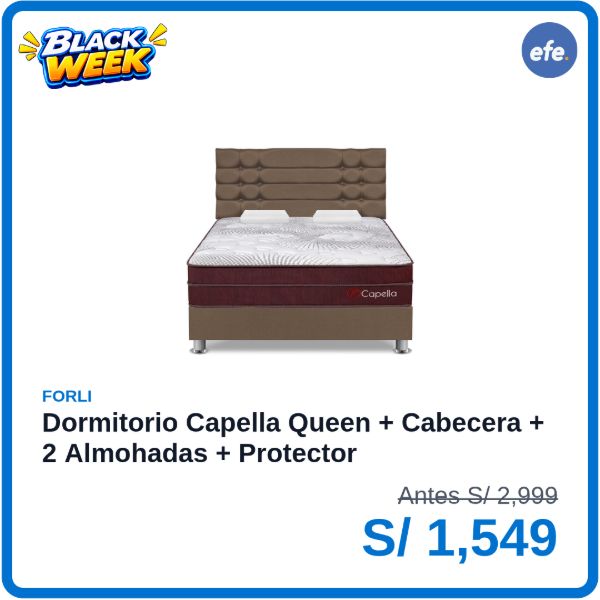 BLACK
WEEK
efe.
Capella
FORLI
Dormitorio Capella Queen + Cabecera +
2 Almohadas + Protector
Antes S/ 2,999
S/ 1,549